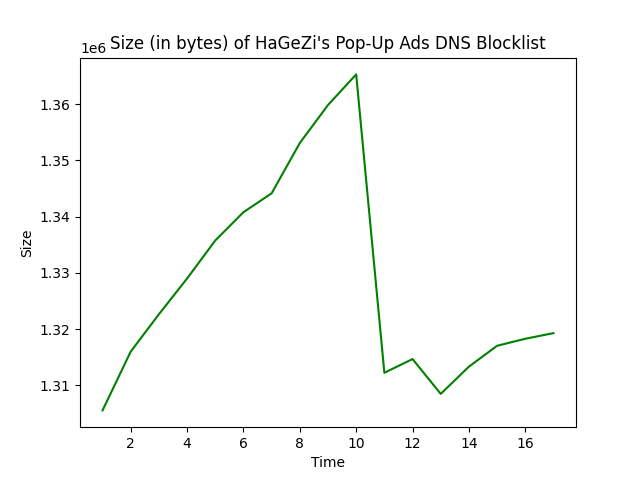 Size (in bytes) of HaGeZi's Pop-Up Ads DNS Blocklist
1e6
1.36
1.35
1.34
1.33
1.32
1.31
Size
2 4 6 8 10 12 14 16
Time